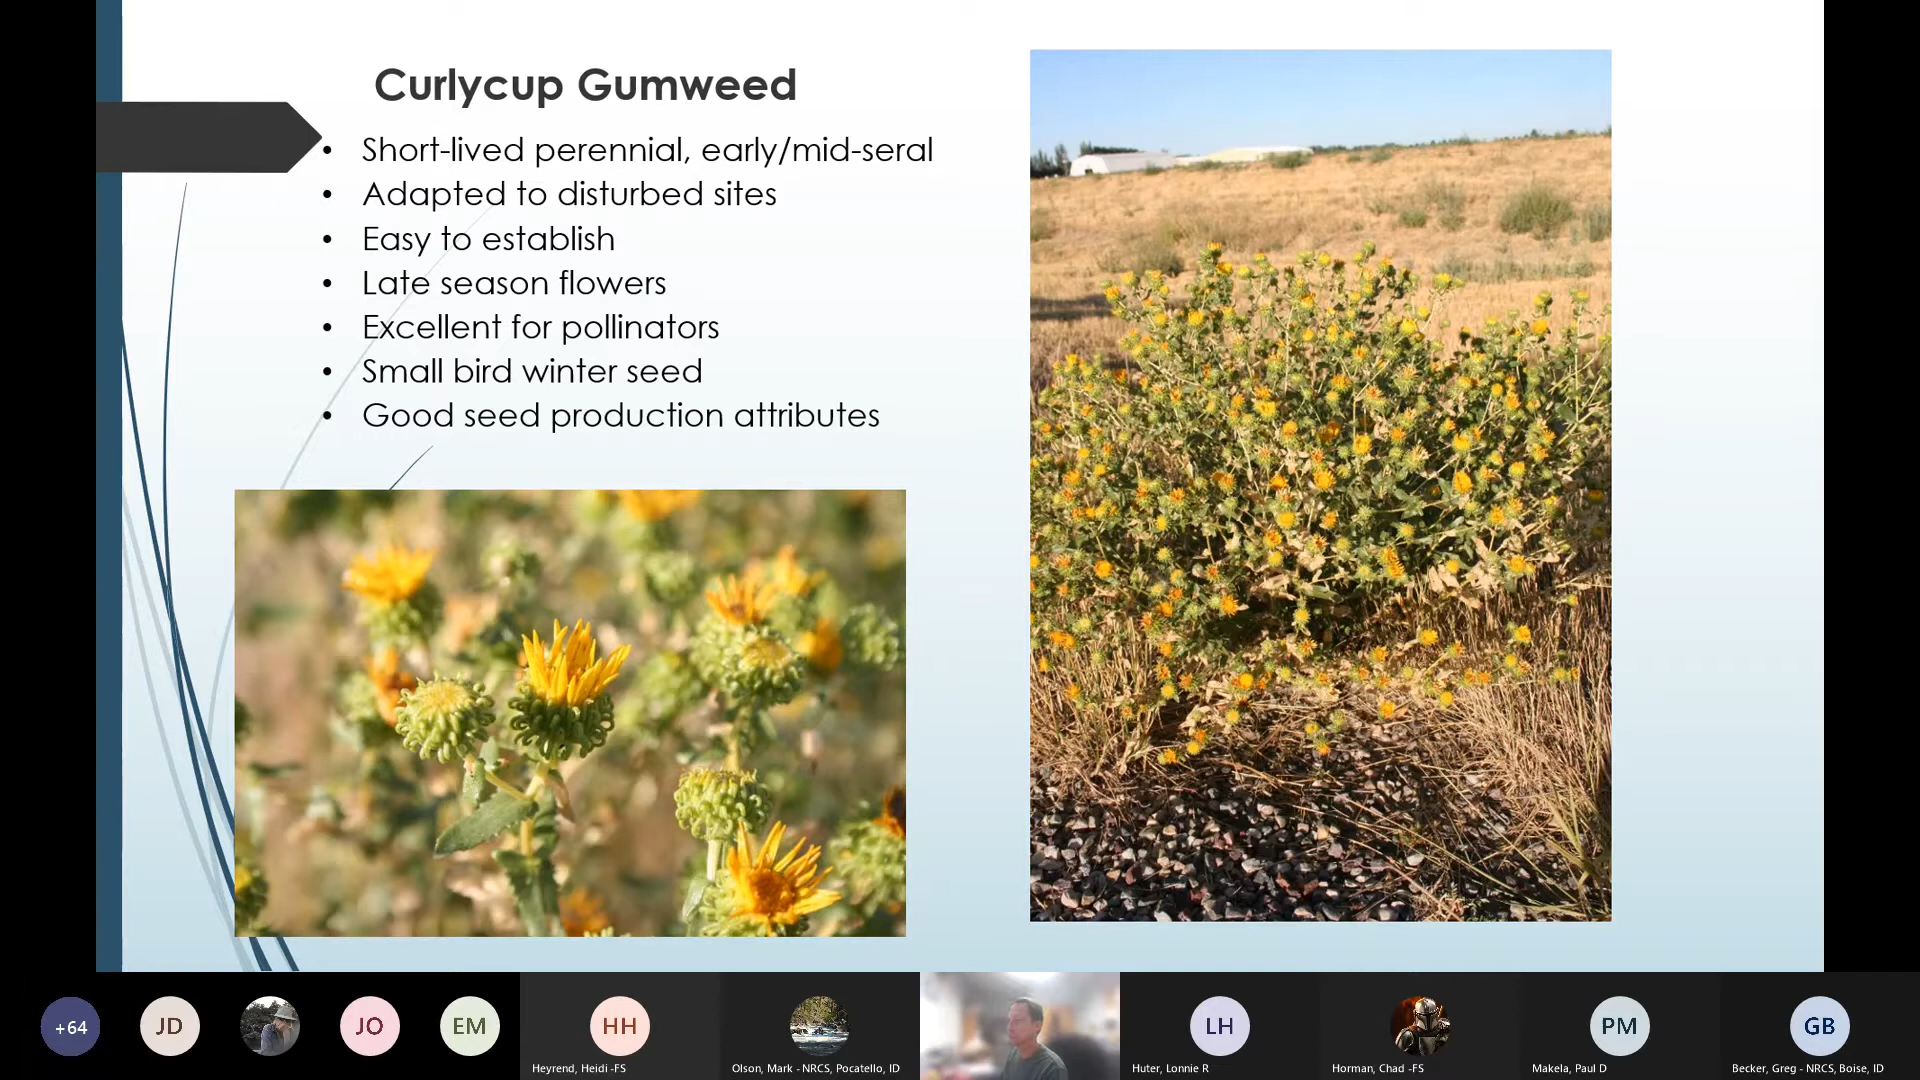 Curlycup Gumweed
• Short-lived perennial, early/mid-seral
• Adapted to disturbed sites
• Easy to establish
• Late season flowers
• Excellent for pollinators
• Small bird winter seed
• Good seed production attributes
+64
JD
JO
EM
HH
LH
PM
GB
Heyrend, Heidi -FS
Olson, Mark - NRCS, Pocatello, ID
Huter, Lonnie R
Horman, Chad -FS
Makela, Paul D
Becker, Greg - NRCS, Boise, ID